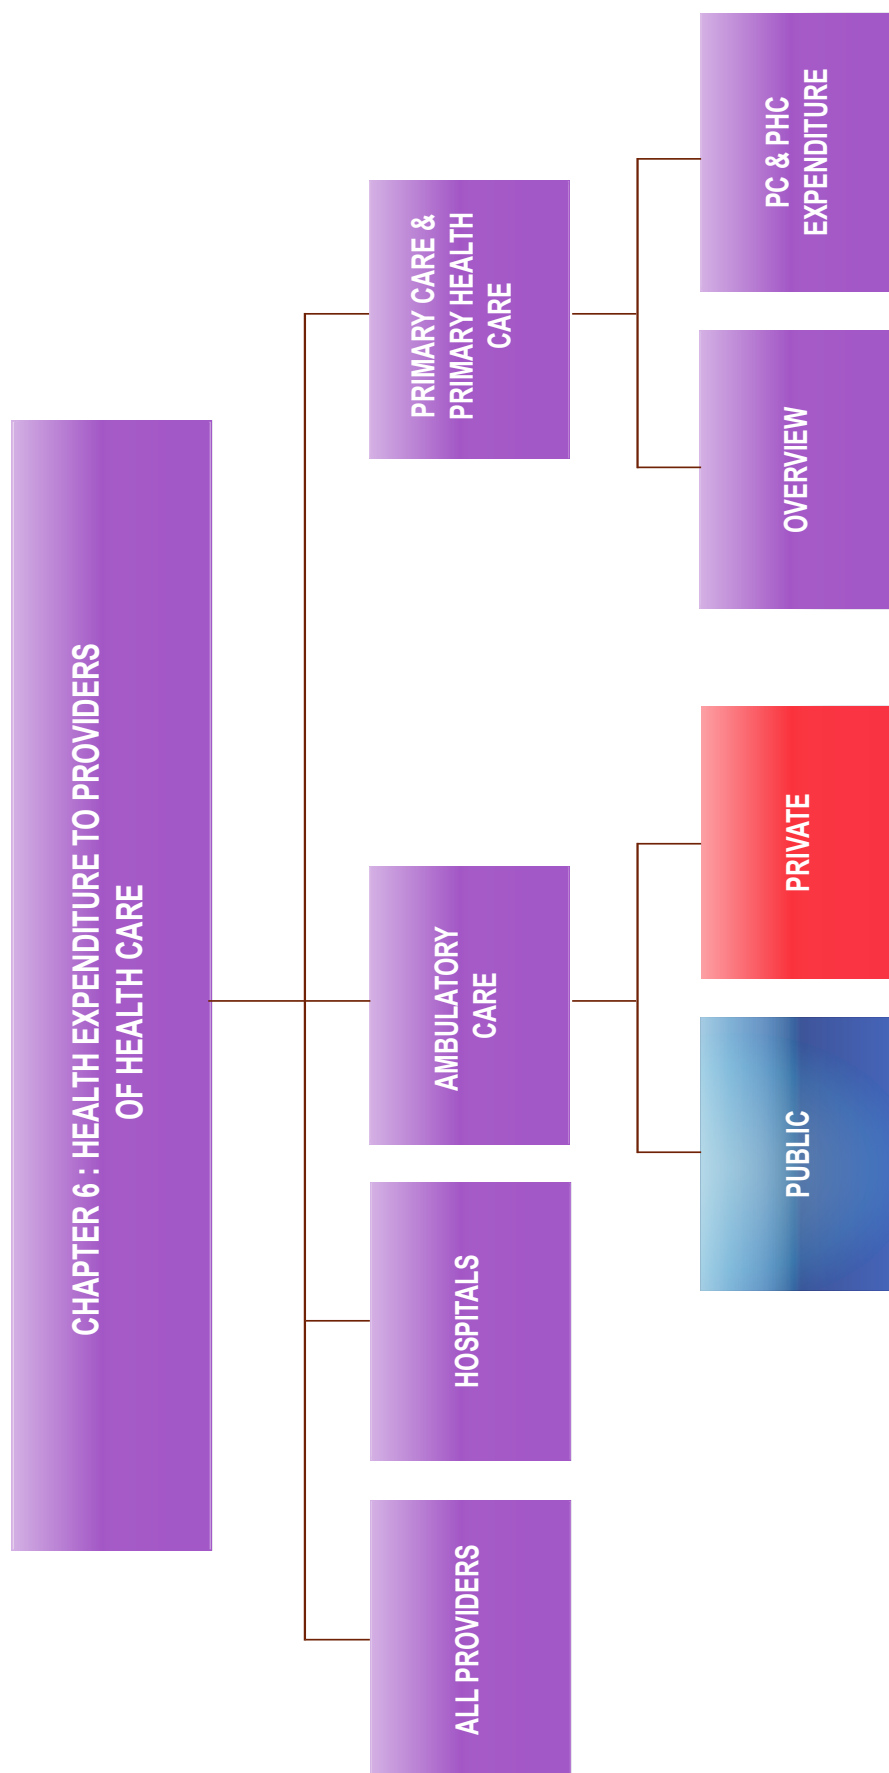 CHAPTER 6 : HEALTH EXPENDITURE TO PROVIDERS
OF HEALTH CARE
ALL PROVIDERS
HOSPITALS
AMBULATORY
CARE
PRIMARY CARE &
PRIMARY HEALTH
CARE
PUBLIC
PRIVATE
OVERVIEW
PC & PHC
EXPENDITURE